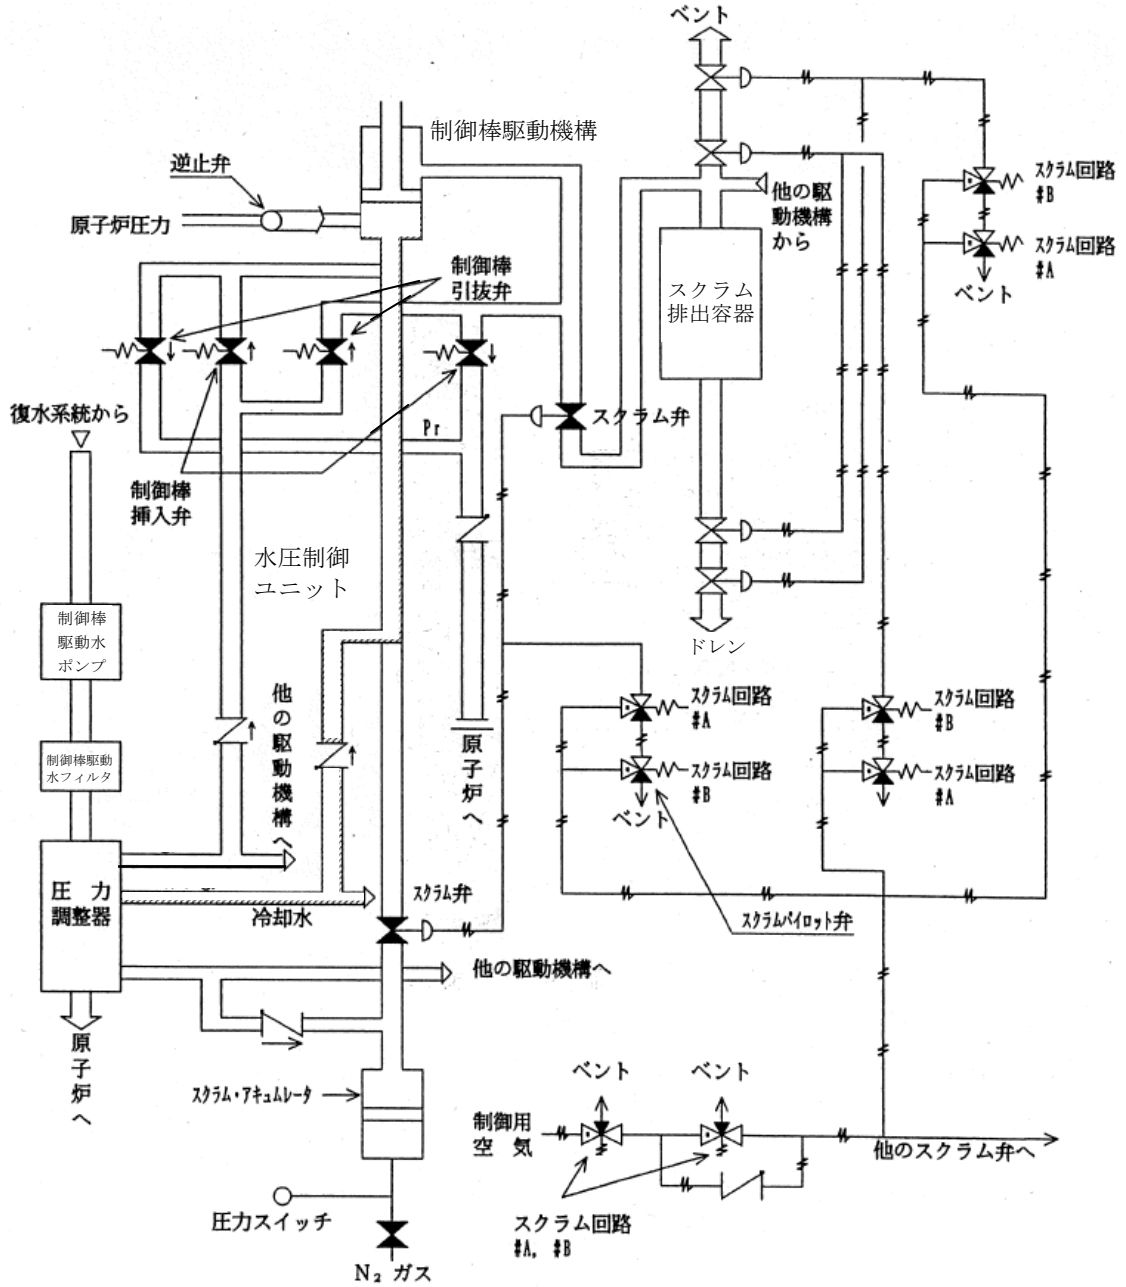 ベント
制御棒駆動機構
逆止弁
原子炉圧力
他の駆
動機構
から
スクラム回路
#B
スクラム回路
#A
ベント
制御棒
引抜弁
スクラム
排出容器
復水系統から
スクラム弁
Pr
制御棒
挿入弁
水圧制御
ユニット
制御棒
駆動水
ポンプ
ドレン
他の駆動機構へ
原子炉へ
スクラム回路
#A
スクラム回路
#B
ベント
スクラム回路
#B
スクラム回路
#A
制御棒駆動
水フィルタ
圧力
調整器
冷却水
スクラム弁
スクラムパイロット弁
他の駆動機構へ
原子炉へ
スクラム・アキュムレータ
ベント
ベント
制御用
空気
他のスクラム弁へ
圧力スイッチ
スクラム回路
#A, #B
N₂ ガス